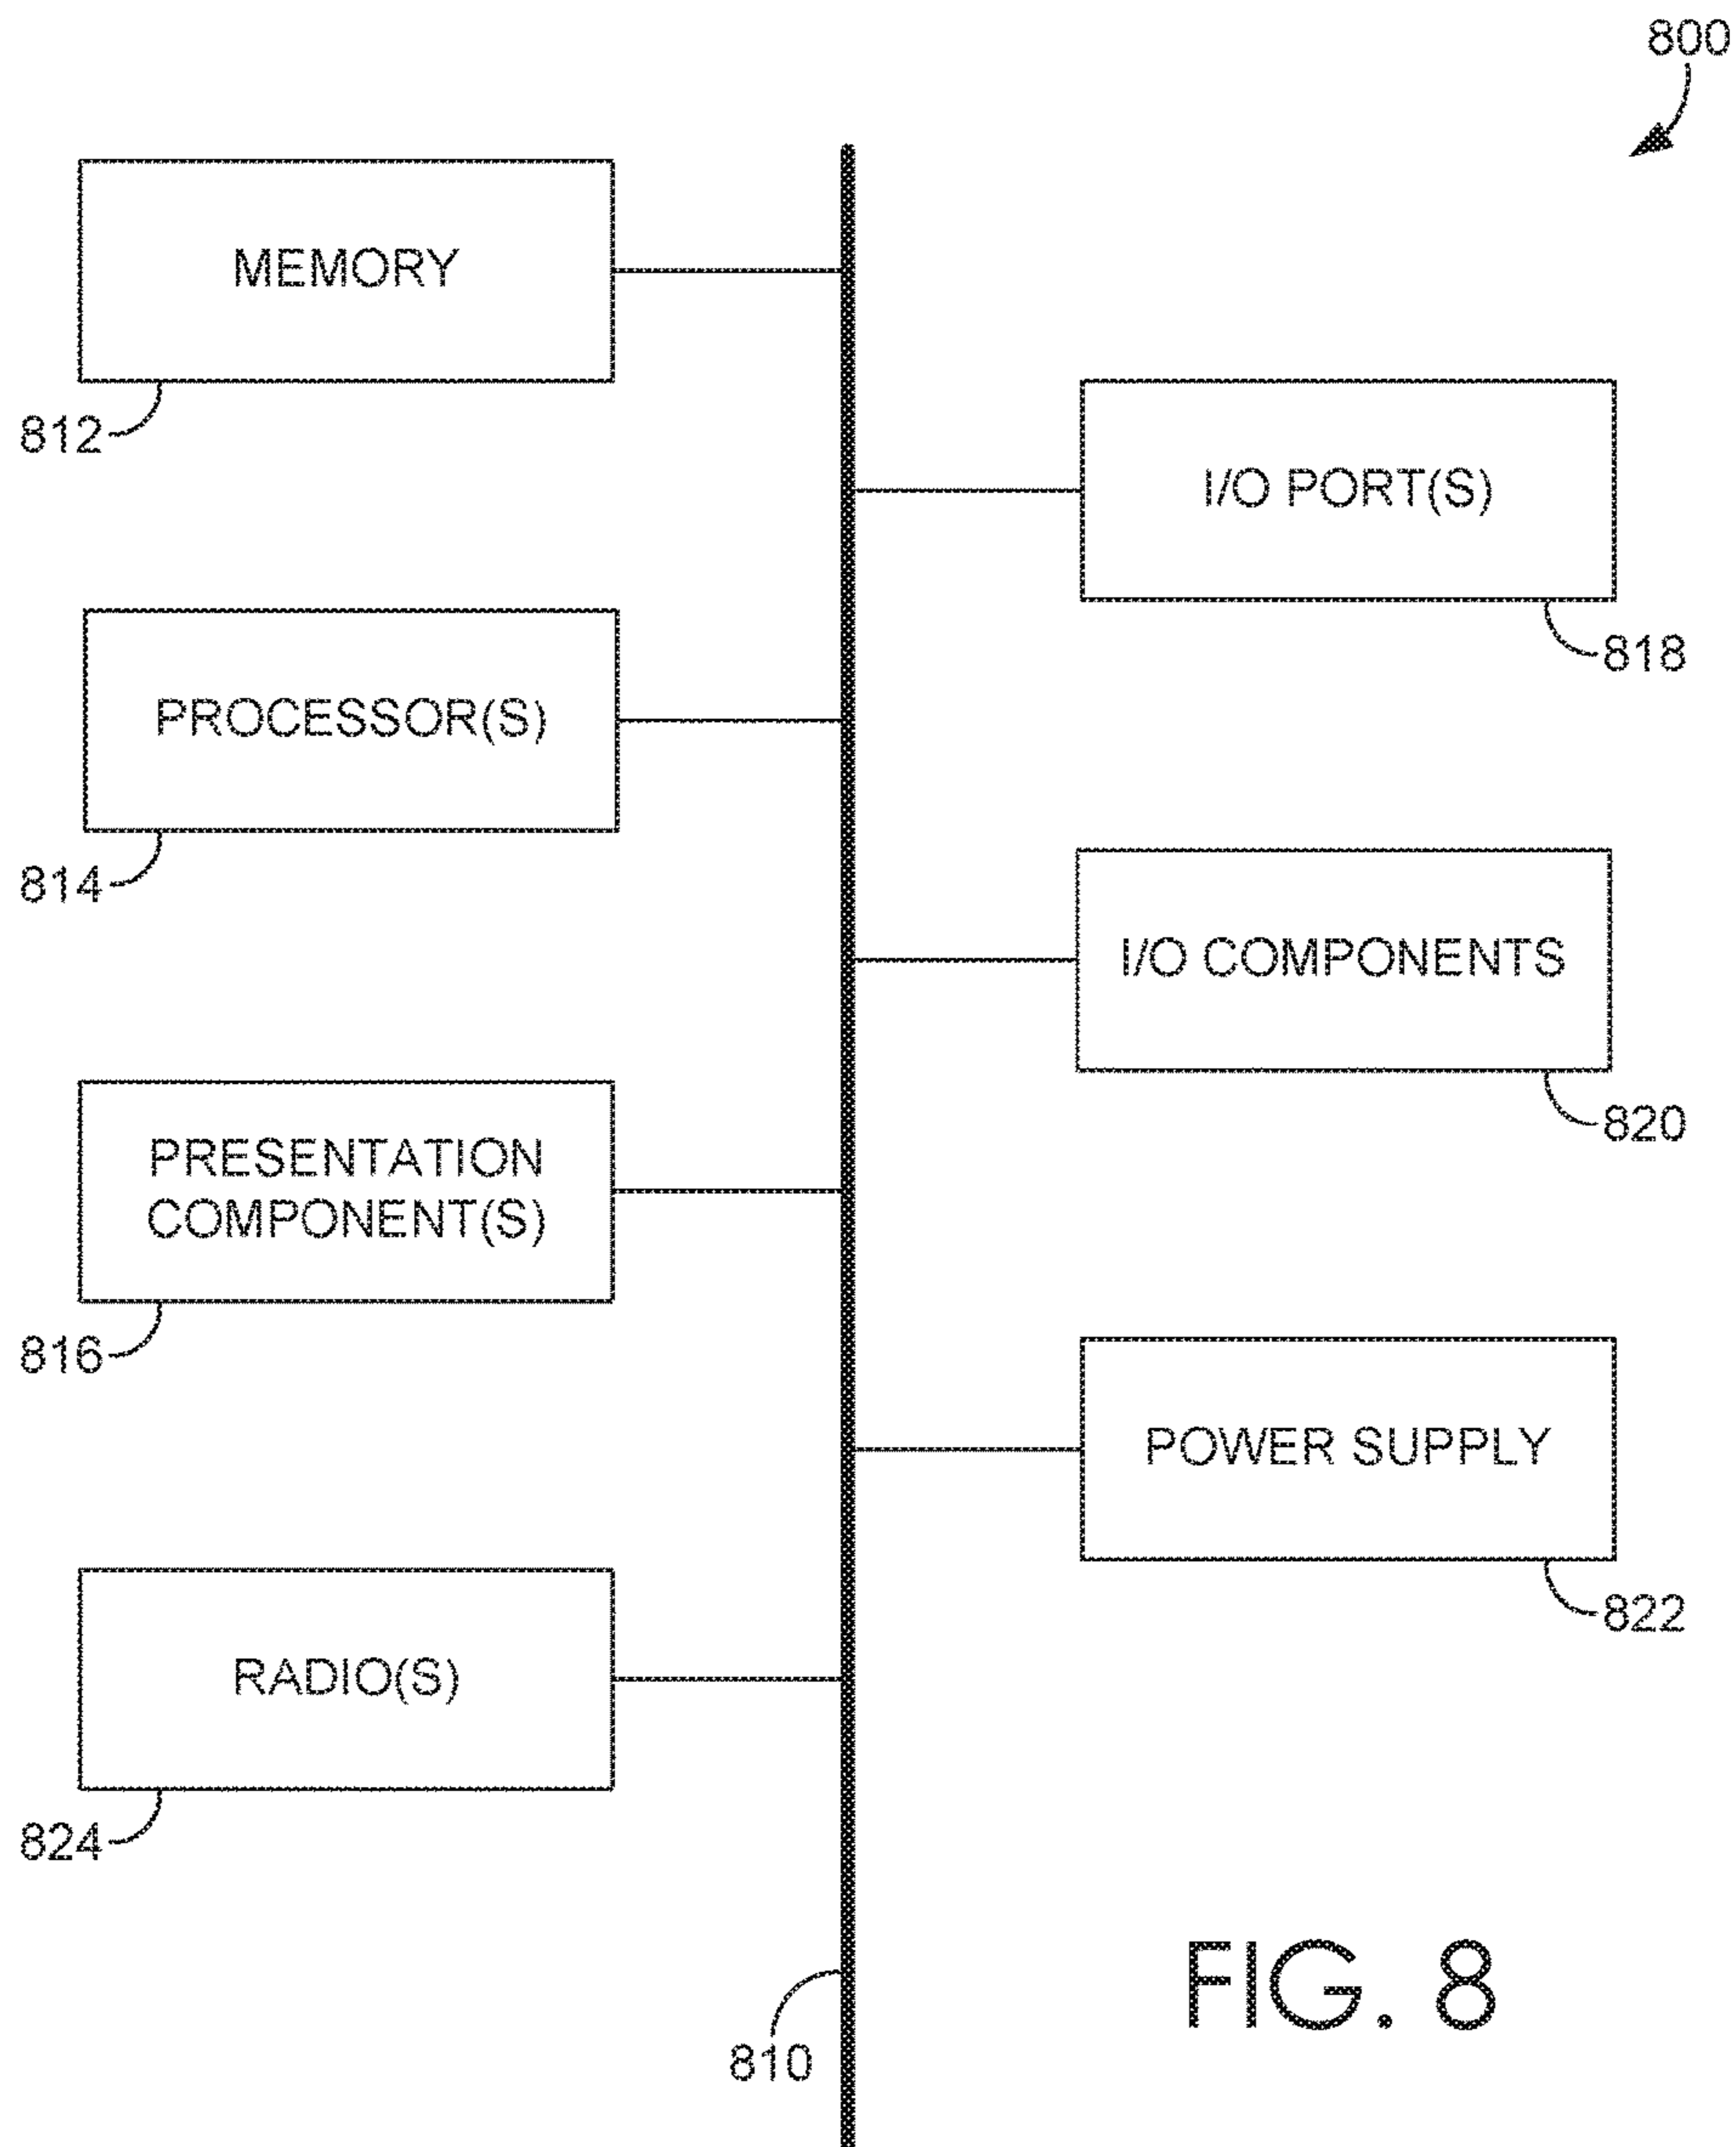 800
MEMORY
812
I/O PORT(S)
818
PROCESSOR(S)
814
I/O COMPONENTS
820
PRESENTATION
COMPONENT(S)
816
POWER SUPPLY
822
RADIO(S)
824
810
FIG. 8